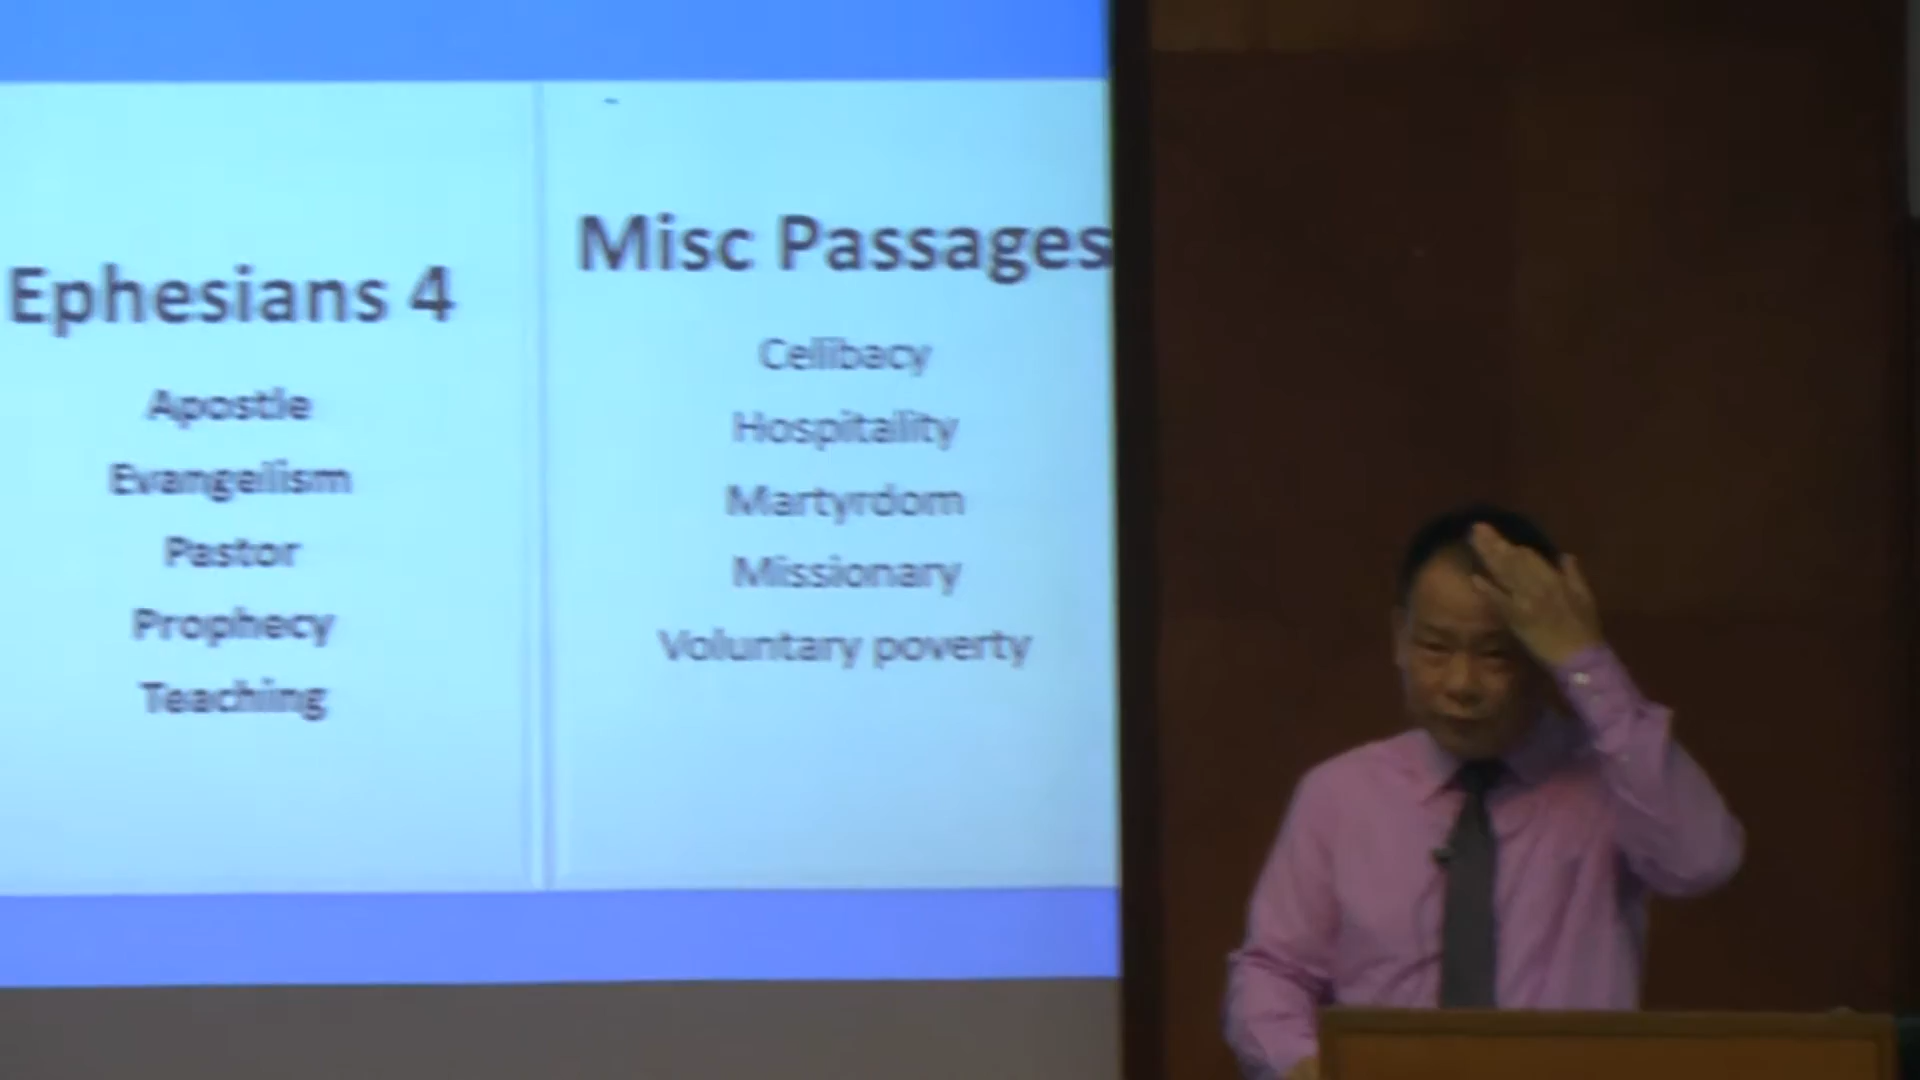 Ephesians 4
Apostle
Evangelism
Pastor
Prophecy
Teaching
Misc Passages
Celibacy
Hospitality
Martyrdom
Missionary
Voluntary poverty